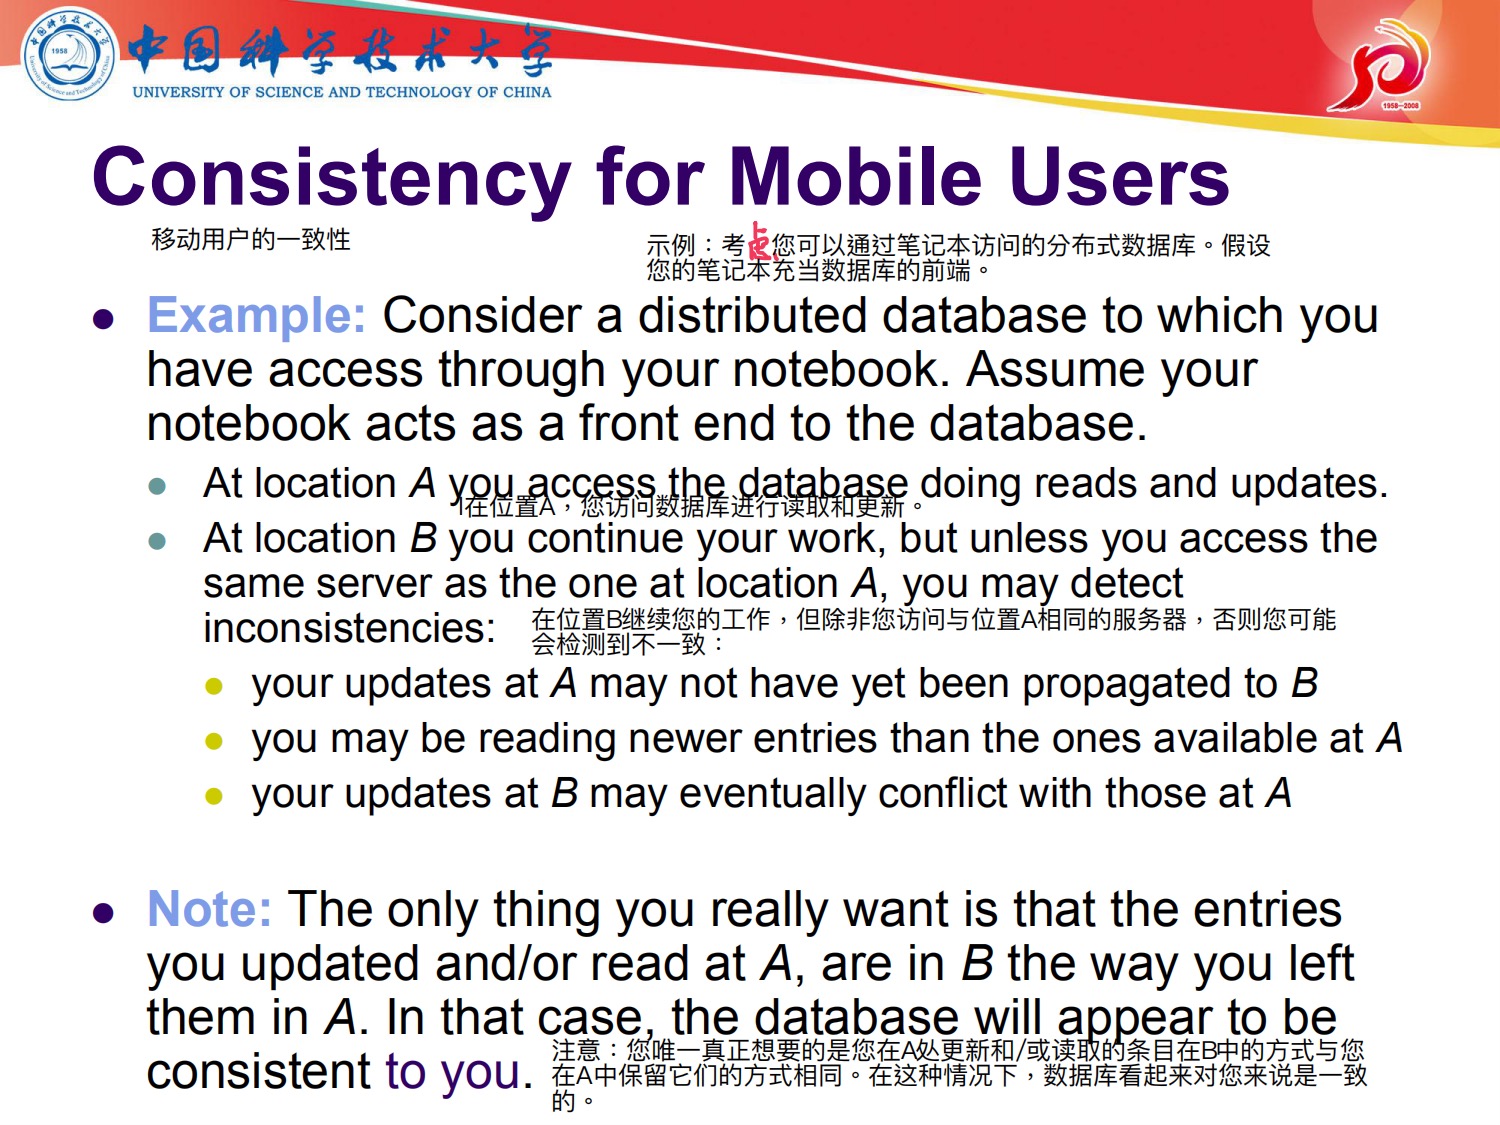 中国科学技术大学
UNIVERSITY OF SCIENCE AND TECHNOLOGY OF CHINA
1958
1958—2008
Consistency for Mobile Users
移动用户的一致性
示例：考点您可以通过笔记本访问的分布式数据库。假设
您的笔记本充当数据库的前端。
Example: Consider a distributed database to which you
have access through your notebook. Assume your
notebook acts as a front end to the database.
At location A you access the database doing reads and updates.
l在位置A，您访问数据库进行读取和更新。
At location B you continue your work, but unless you access the
same server as the one at location A, you may detect
inconsistencies:
在位置B继续您的工作，但除非您访问与位置A相同的服务器，否则您可能
会检测到不一致：
your updates at A may not have yet been propagated to B
you may be reading newer entries than the ones available at A
your updates at B may eventually conflict with those at A
Note: The only thing you really want is that the entries
you updated and/or read at A, are in B the way you left
them in A. In that case, the database will appear to be
consistent to you.
注意：您唯一真正想要的是您在A处更新和/或读取的条目在B中的方式与您
在A中保留它们的方式相同。在这种情况下，数据库看起来对您来说是一致
的。